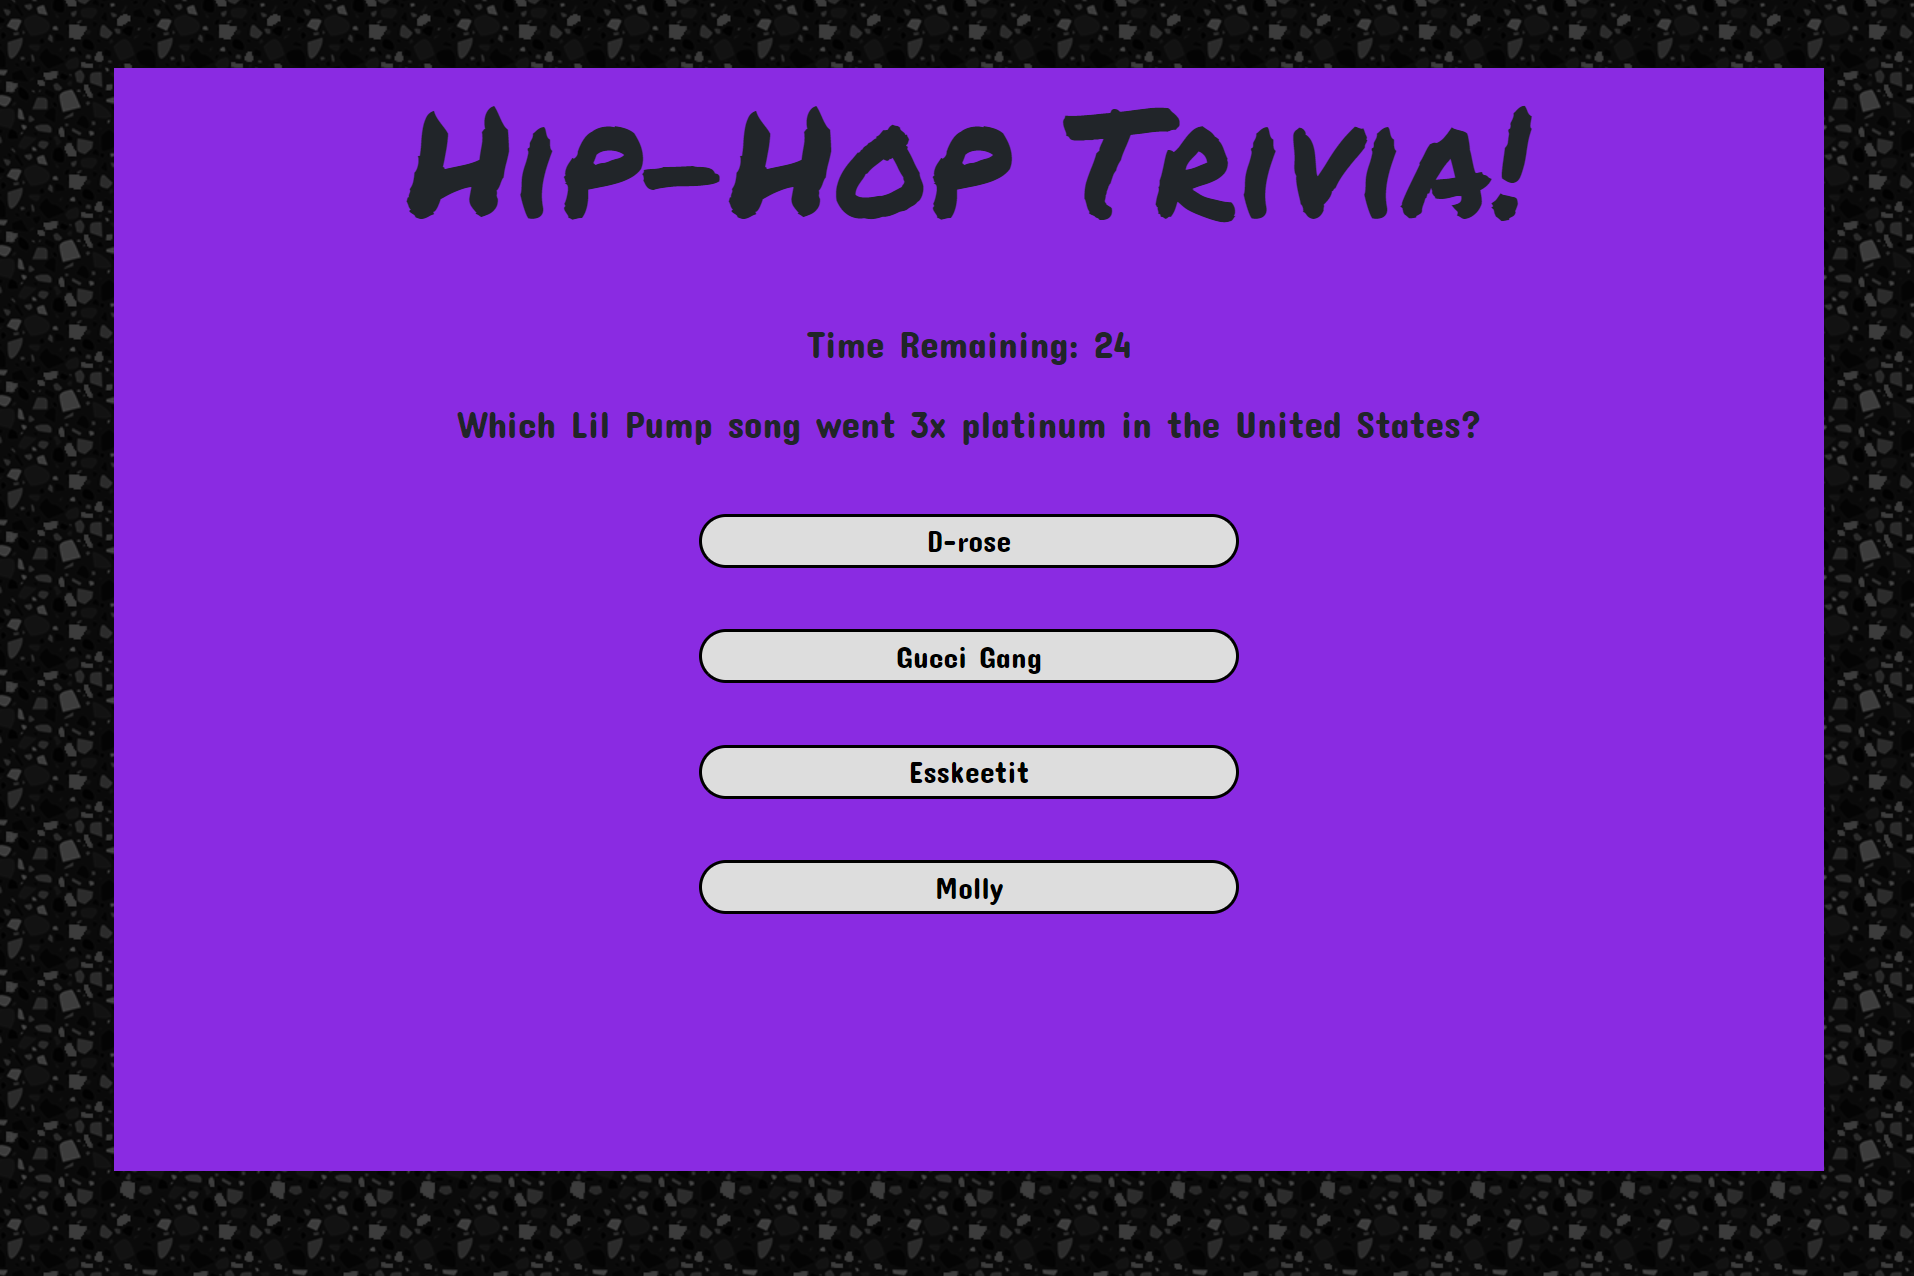 Hip-Hop Trivia!
Time Remaining: 24
Which Lil Pump song went 3x platinum in the United States?
D-rose
Gucci Gang
Esskeetit
Molly